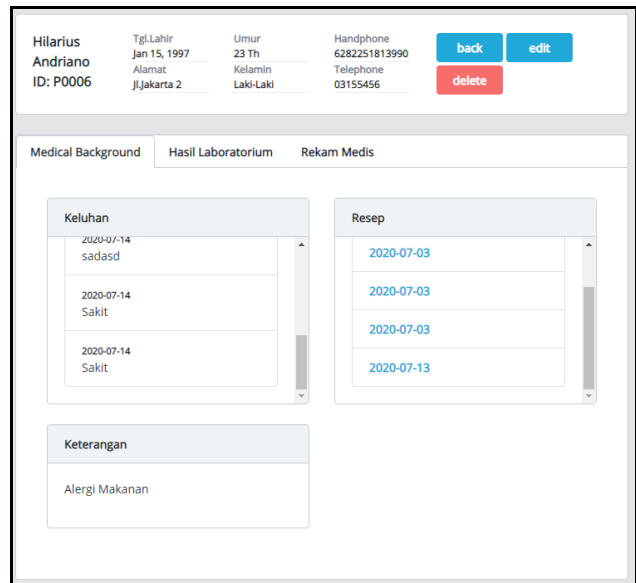 Hilarius
Andriano
ID: P0006
Tgl.Lahir
Jan 15, 1997
Alamat
Jl.Jakarta 2
Umur
23 Th
Kelamin
Laki-Laki
Handphone
6282251813990
Telephone
03155456
back
edit
delete
Medical Background
Hasil Laboratorium
Rekam Medis
Keluhan
2020-07-14
sadasd
2020-07-14
Sakit
2020-07-14
Sakit
Resep
2020-07-03
2020-07-03
2020-07-03
2020-07-13
Keterangan
Alergi Makanan